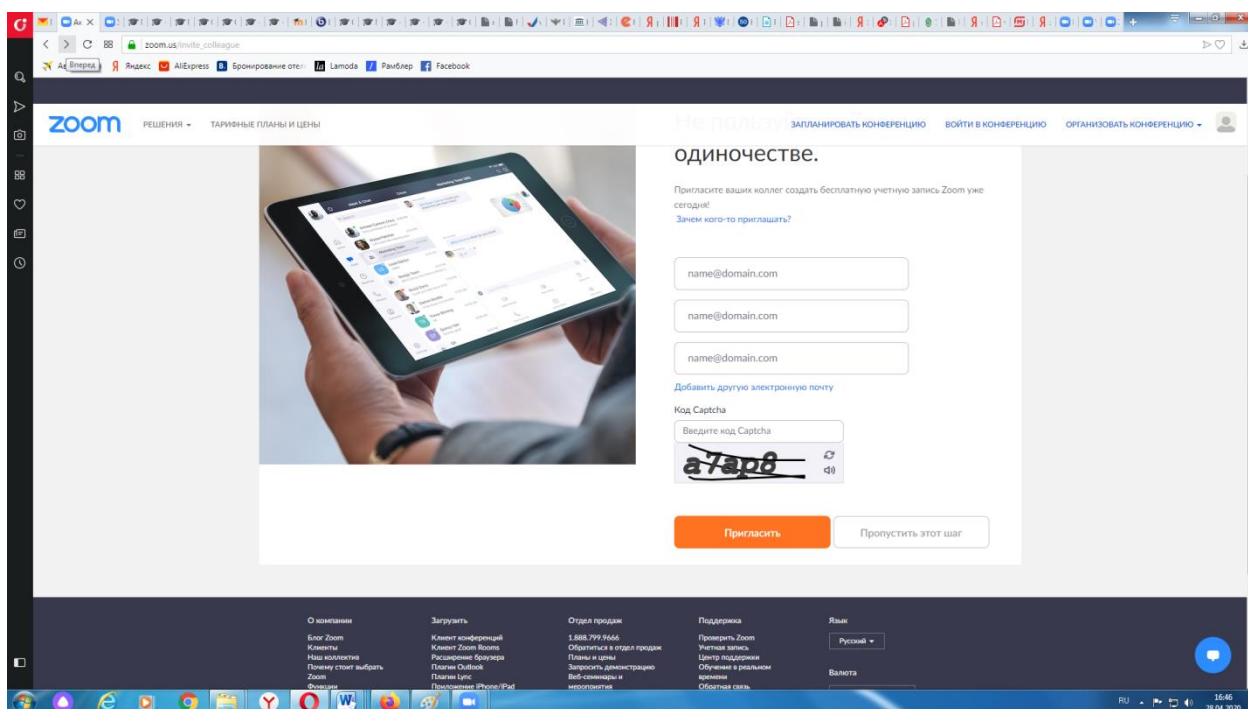 zoom.us/invite_colleague
Вперед
Яндекс
AliExpress
Бронирование отел
Lamoda
Рамблер
Facebook
zoom
РЕШЕНИЯ
ТАРИФНЫЕ ПЛАНЫ И ЦЕНЫ
ЗАПЛАНИРОВАТЬ КОНФЕРЕНЦИЮ
ВОЙТИ В КОНФЕРЕНЦИЮ
ОРГАНИЗОВАТЬ КОНФЕРЕНЦИЮ
одиночестве.
Пригласите ваших коллег создать бесплатную учетную запись Zoom уже
сегодня!
Зачем кого-то приглашать?
name@domain.com
name@domain.com
name@domain.com
Добавить другую электронную почту
Код Captcha
Введите код Captcha
a7ap8
Пригласить
Пропустить этот шаг
О компании
Блог Zoom
Клиенты
Наш коллектив
Почему стоит выбрать
Zoom
Функции
Загрузить
Клиент конференций
Клиент Zoom Rooms
Расширение браузера
Плагин Outlook
Плагин Lync
Приложение iPhone/iPad
Отдел продаж
1.888.799.9666
Обратиться в отдел продаж
Планы и цены
Запросить демонстрацию
Веб-семинары и
мероприятия
Поддержка
Проверить Zoom
Учетная запись
Центр поддержки
Обучение в реальном
времени
Обратная связь
Язык
Русский
Валюта
RU
16:46
28.04.2020